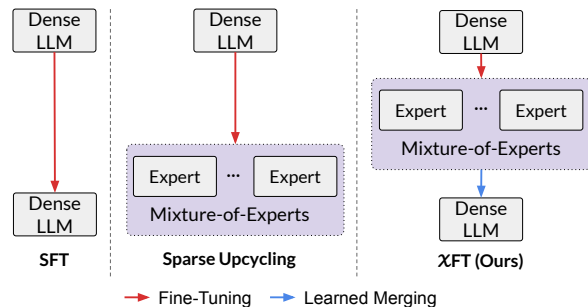 Dense
LLM
Dense
LLM
SFT
Dense
LLM
Expert ... Expert
Mixture-of-Experts
Sparse Upcycling
Dense
LLM
Expert ... Expert
Mixture-of-Experts
Dense
LLM
χFT (Ours)
Fine-Tuning
Learned Merging